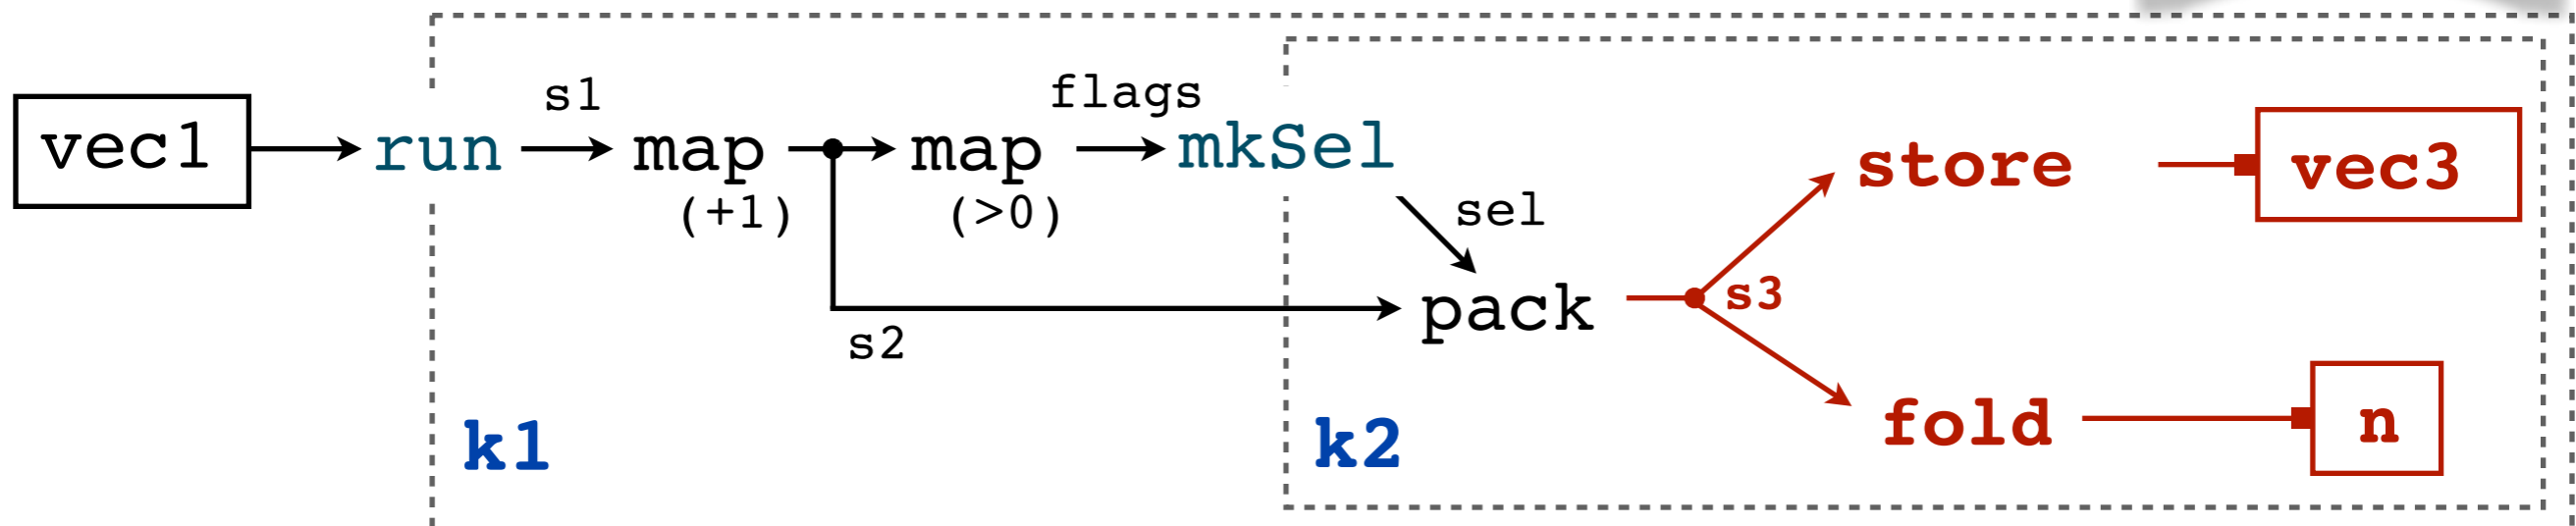 s1
flags
vec1
run
map
map
mkSel
store
vec3
(+1)
(>0)
sel
s3
pack
s2
k1
k2
fold
n